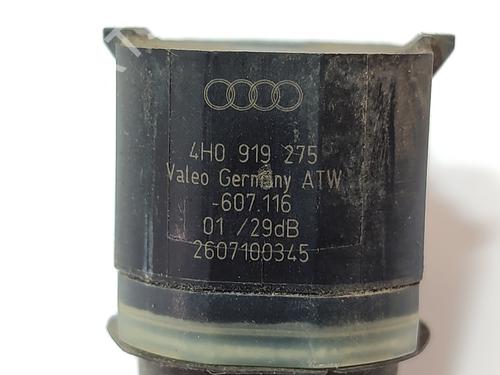 4H0 919 275
Valeo Germany ATW
-607.116
01 /29dB
2607100345